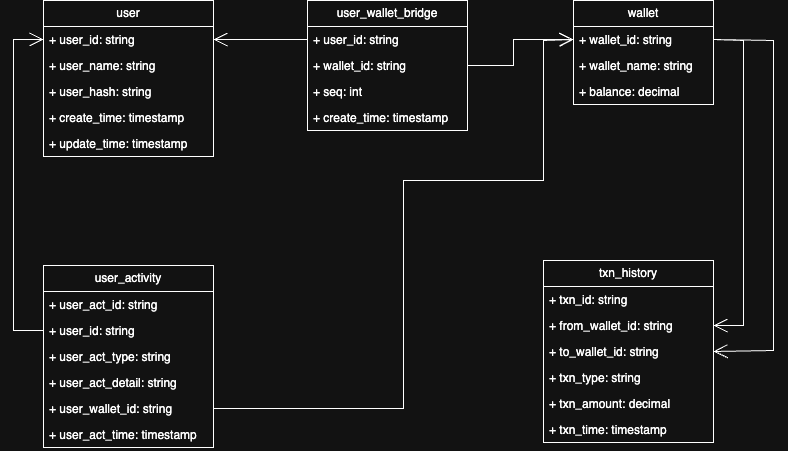 user
+ user_id: string
+ user_name: string
+ user_hash: string
+ create_time: timestamp
+ update_time: timestamp
user_wallet_bridge
+ user_id: string
+ wallet_id: string
+ seq: int
+ create_time: timestamp
wallet
+ wallet_id: string
+ wallet_name: string
+ balance: decimal
user_activity
+ user_act_id: string
+ user_id: string
+ user_act_type: string
+ user_act_detail: string
+ user_wallet_id: string
+ user_act_time: timestamp
txn_history
+ txn_id: string
+ from_wallet_id: string
+ to_wallet_id: string
+ txn_type: string
+ txn_amount: decimal
+ txn_time: timestamp